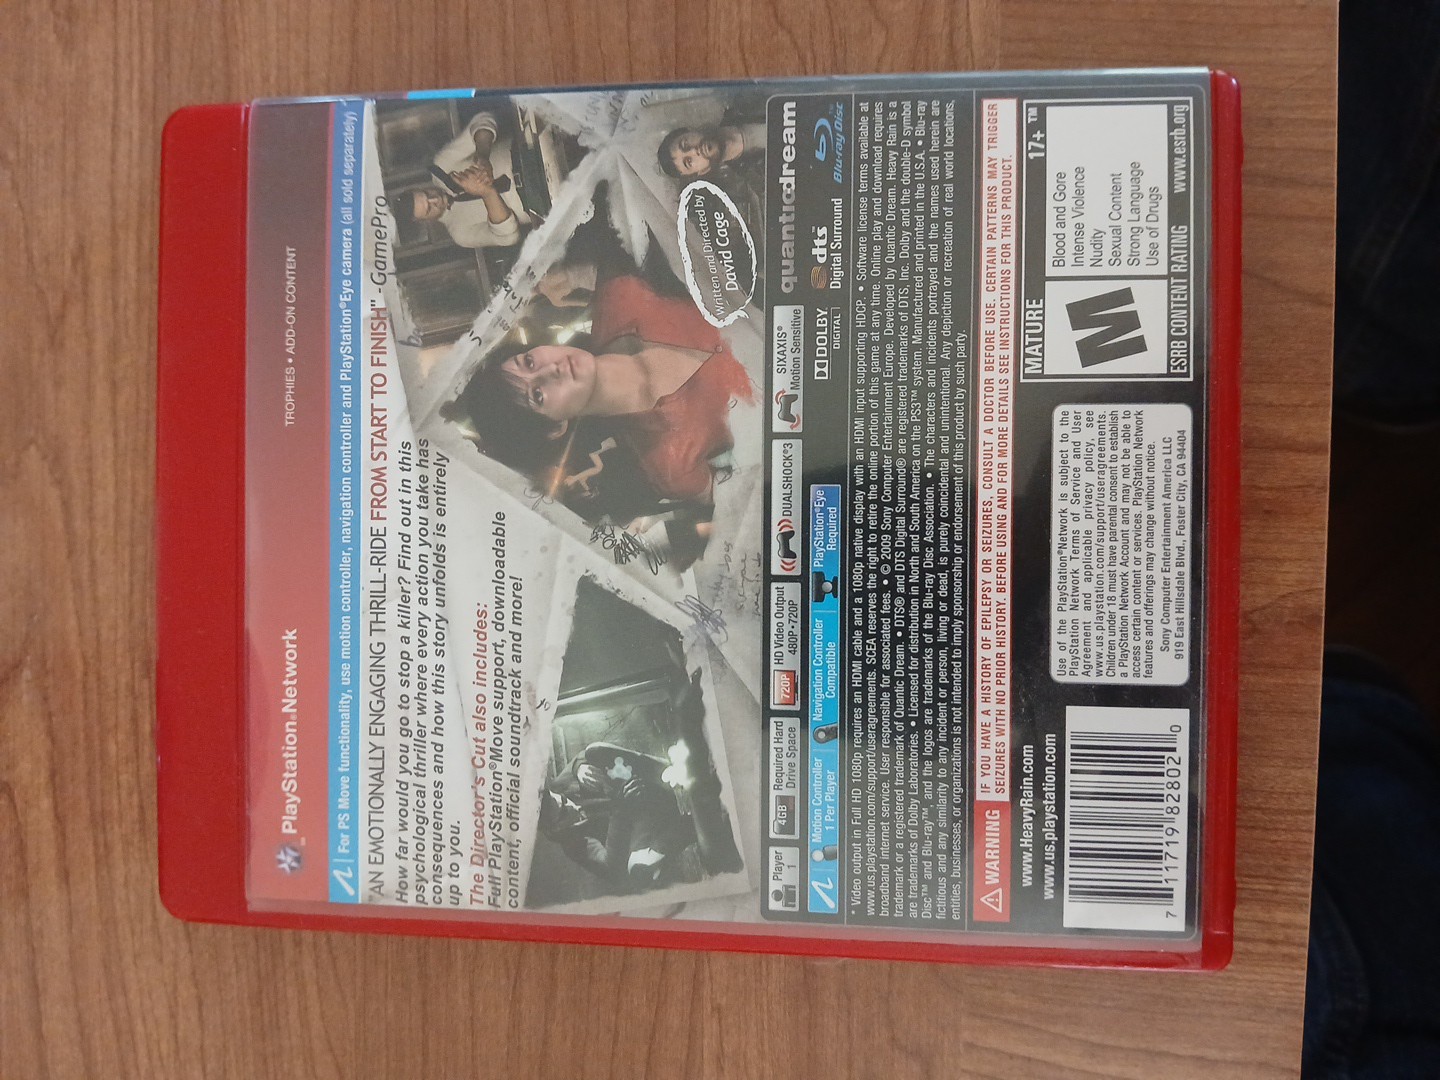 PlayStation®Network
TROPHIES • ADD-ON CONTENT
For PS Move functionality, use motion controller, navigation controller and PlayStation®Eye camera (all sold separately)
"AN EMOTIONALLY ENGAGING THRILL-RIDE FROM START TO FINISH" -GamePro
How far would you go to stop a killer? Find out in this
psychological thriller where every action you take has
consequences and how this story unfolds is entirely
up to you.
The Director's Cut also includes:
Full PlayStation®Move support, downloadable
content, official soundtrack and more!
Written and Directed by
David Cage
Player
1
4GB
Required Hard
Drive Space
720P
HD Video Output
480P•720P
DUALSHOCK®3
SIXAXIS®
Motion Sensitive
quanticdream
Motion Controller
1 Per Player
Navigation Controller
Compatible
PlayStation®Eye
Required
DOLBY
DIGITAL
dts
Digital Surround
Blu-ray Disc
* Video output in Full HD 1080p requires an HDMI cable and a 1080p native display with an HDMI input supporting HDCP. • Software license terms available at
www.us.playstation.com/support/useragreements. SCEA reserves the right to retire the online portion of this game at any time. Online play and download requires
broadband internet service. User responsible for associated fees. • © 2009 Sony Computer Entertainment Europe. Developed by Quantic Dream. Heavy Rain is a
trademark or a registered trademark of Quantic Dream. • DTS® and DTS Digital Surround® are registered trademarks of DTS, Inc. Dolby and the double-D symbol
are trademarks of Dolby Laboratories. • Licensed for distribution in North and South America on the PS3™ system. Manufactured and printed in the U.S.A. • Blu-ray
Disc™ and Blu-ray™, and the logos are trademarks of the Blu-ray Disc Association. • The characters and incidents portrayed and the names used herein are
fictitious and any similarity to any incident or person, living or dead, is purely coincidental and unintentional. Any depiction or recreation of real world locations,
entities, businesses, or organizations is not intended to imply sponsorship or endorsement of this product by such party.
WARNING
IF YOU HAVE A HISTORY OF EPILEPSY OR SEIZURES, CONSULT A DOCTOR BEFORE USE. CERTAIN PATTERNS MAY TRIGGER
SEIZURES WITH NO PRIOR HISTORY. BEFORE USING AND FOR MORE DETAILS SEE INSTRUCTIONS FOR THIS PRODUCT.
www.HeavyRain.com
www.us.playstation.com
7 11719 82802 0
Use of the PlayStation®Network is subject to the
PlayStation Network Terms of Service and User
Agreement and applicable privacy policy, see
www.us.playstation.com/support/useragreements.
Children under 18 must have parental consent to establish
a PlayStation Network Account and may not be able to
access certain content or services. PlayStation Network
features and offerings may change without notice.
Sony Computer Entertainment America LLC
919 East Hillsdale Blvd., Foster City, CA 94404
MATURE 17+ ™
M
Blood and Gore
Intense Violence
Nudity
Sexual Content
Strong Language
Use of Drugs
ESRB CONTENT RATING www.esrb.org